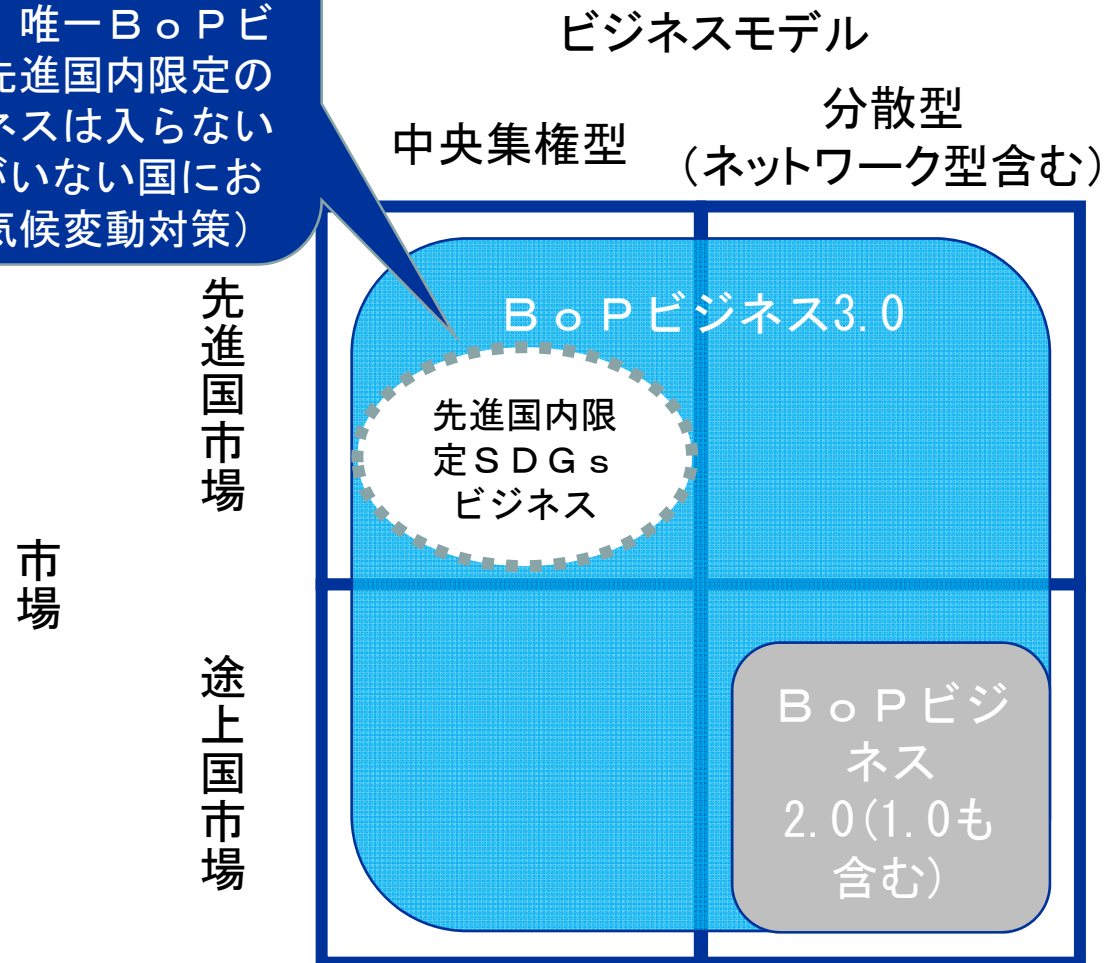 唯一ＢｏＰビ
先進国内限定の
ネスは入らない
がいない国にお
気候変動対策）
ビジネスモデル
中央集権型
分散型
（ネットワーク型含む）
先進国市場
ＢｏＰビジネス3.0
先進国内限
定ＳＤＧｓ
ビジネス
市場
途上国市場
ＢｏＰビジ
ネス
2.0(1.0も
含む)